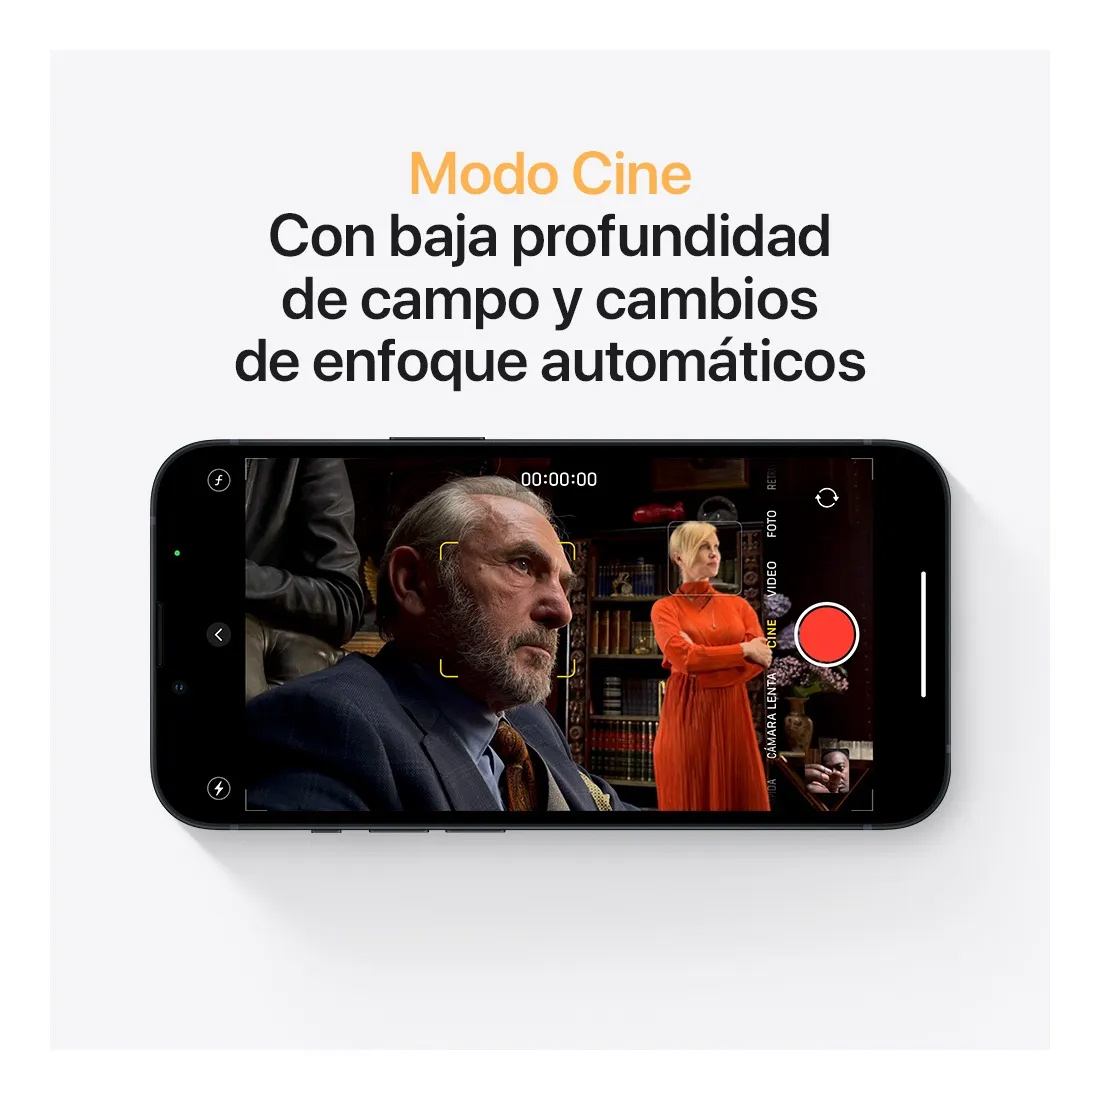 Modo Cine
Con baja profundidad
de campo y cambios
de enfoque automáticos
00:00:00
RETR
FOTO
VIDEO
CINE
CÁMARA LENTA
IDA